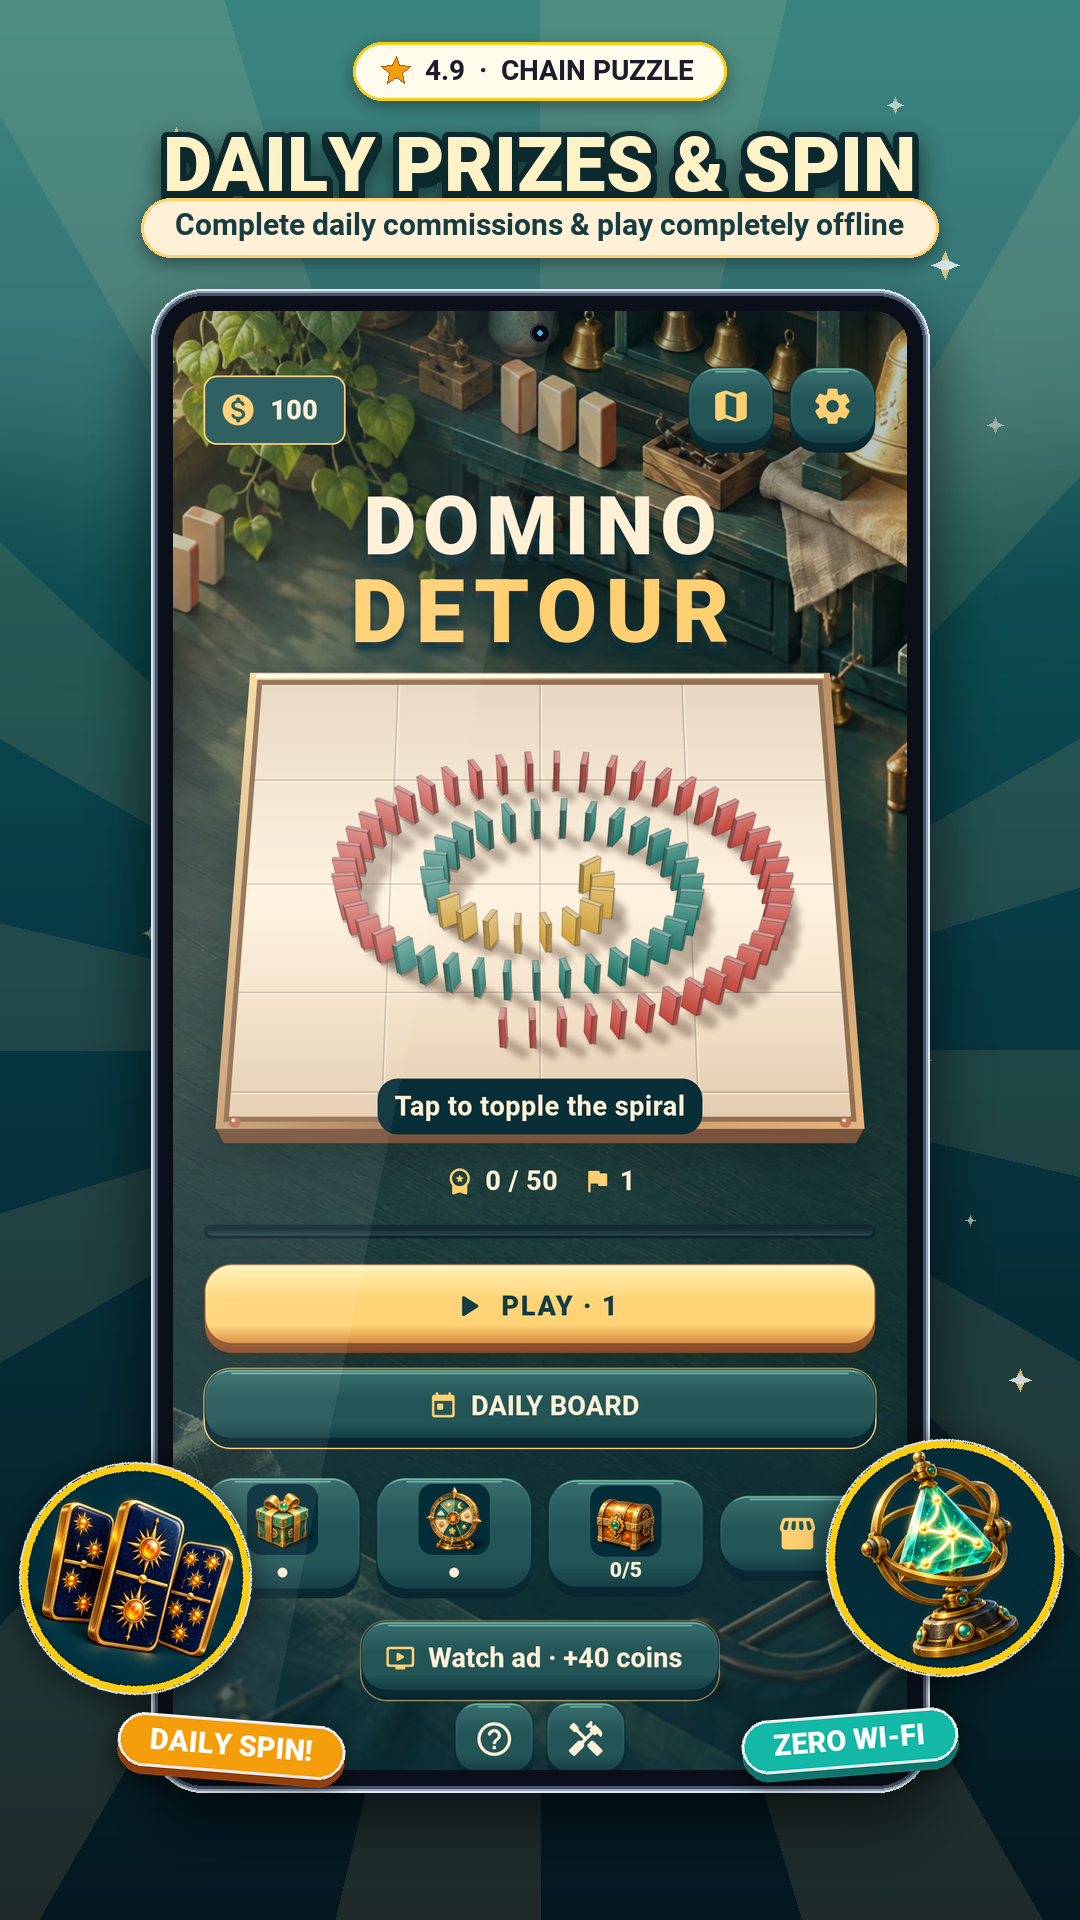 4.9 · CHAIN PUZZLE
DAILY PRIZES & SPIN
Complete daily commissions & play completely offline
100
DOMINO
DETOUR
Tap to topple the spiral
0 / 50 1
PLAY · 1
DAILY BOARD
0/5
Watch ad · +40 coins
DAILY SPIN!
ZERO WI-FI